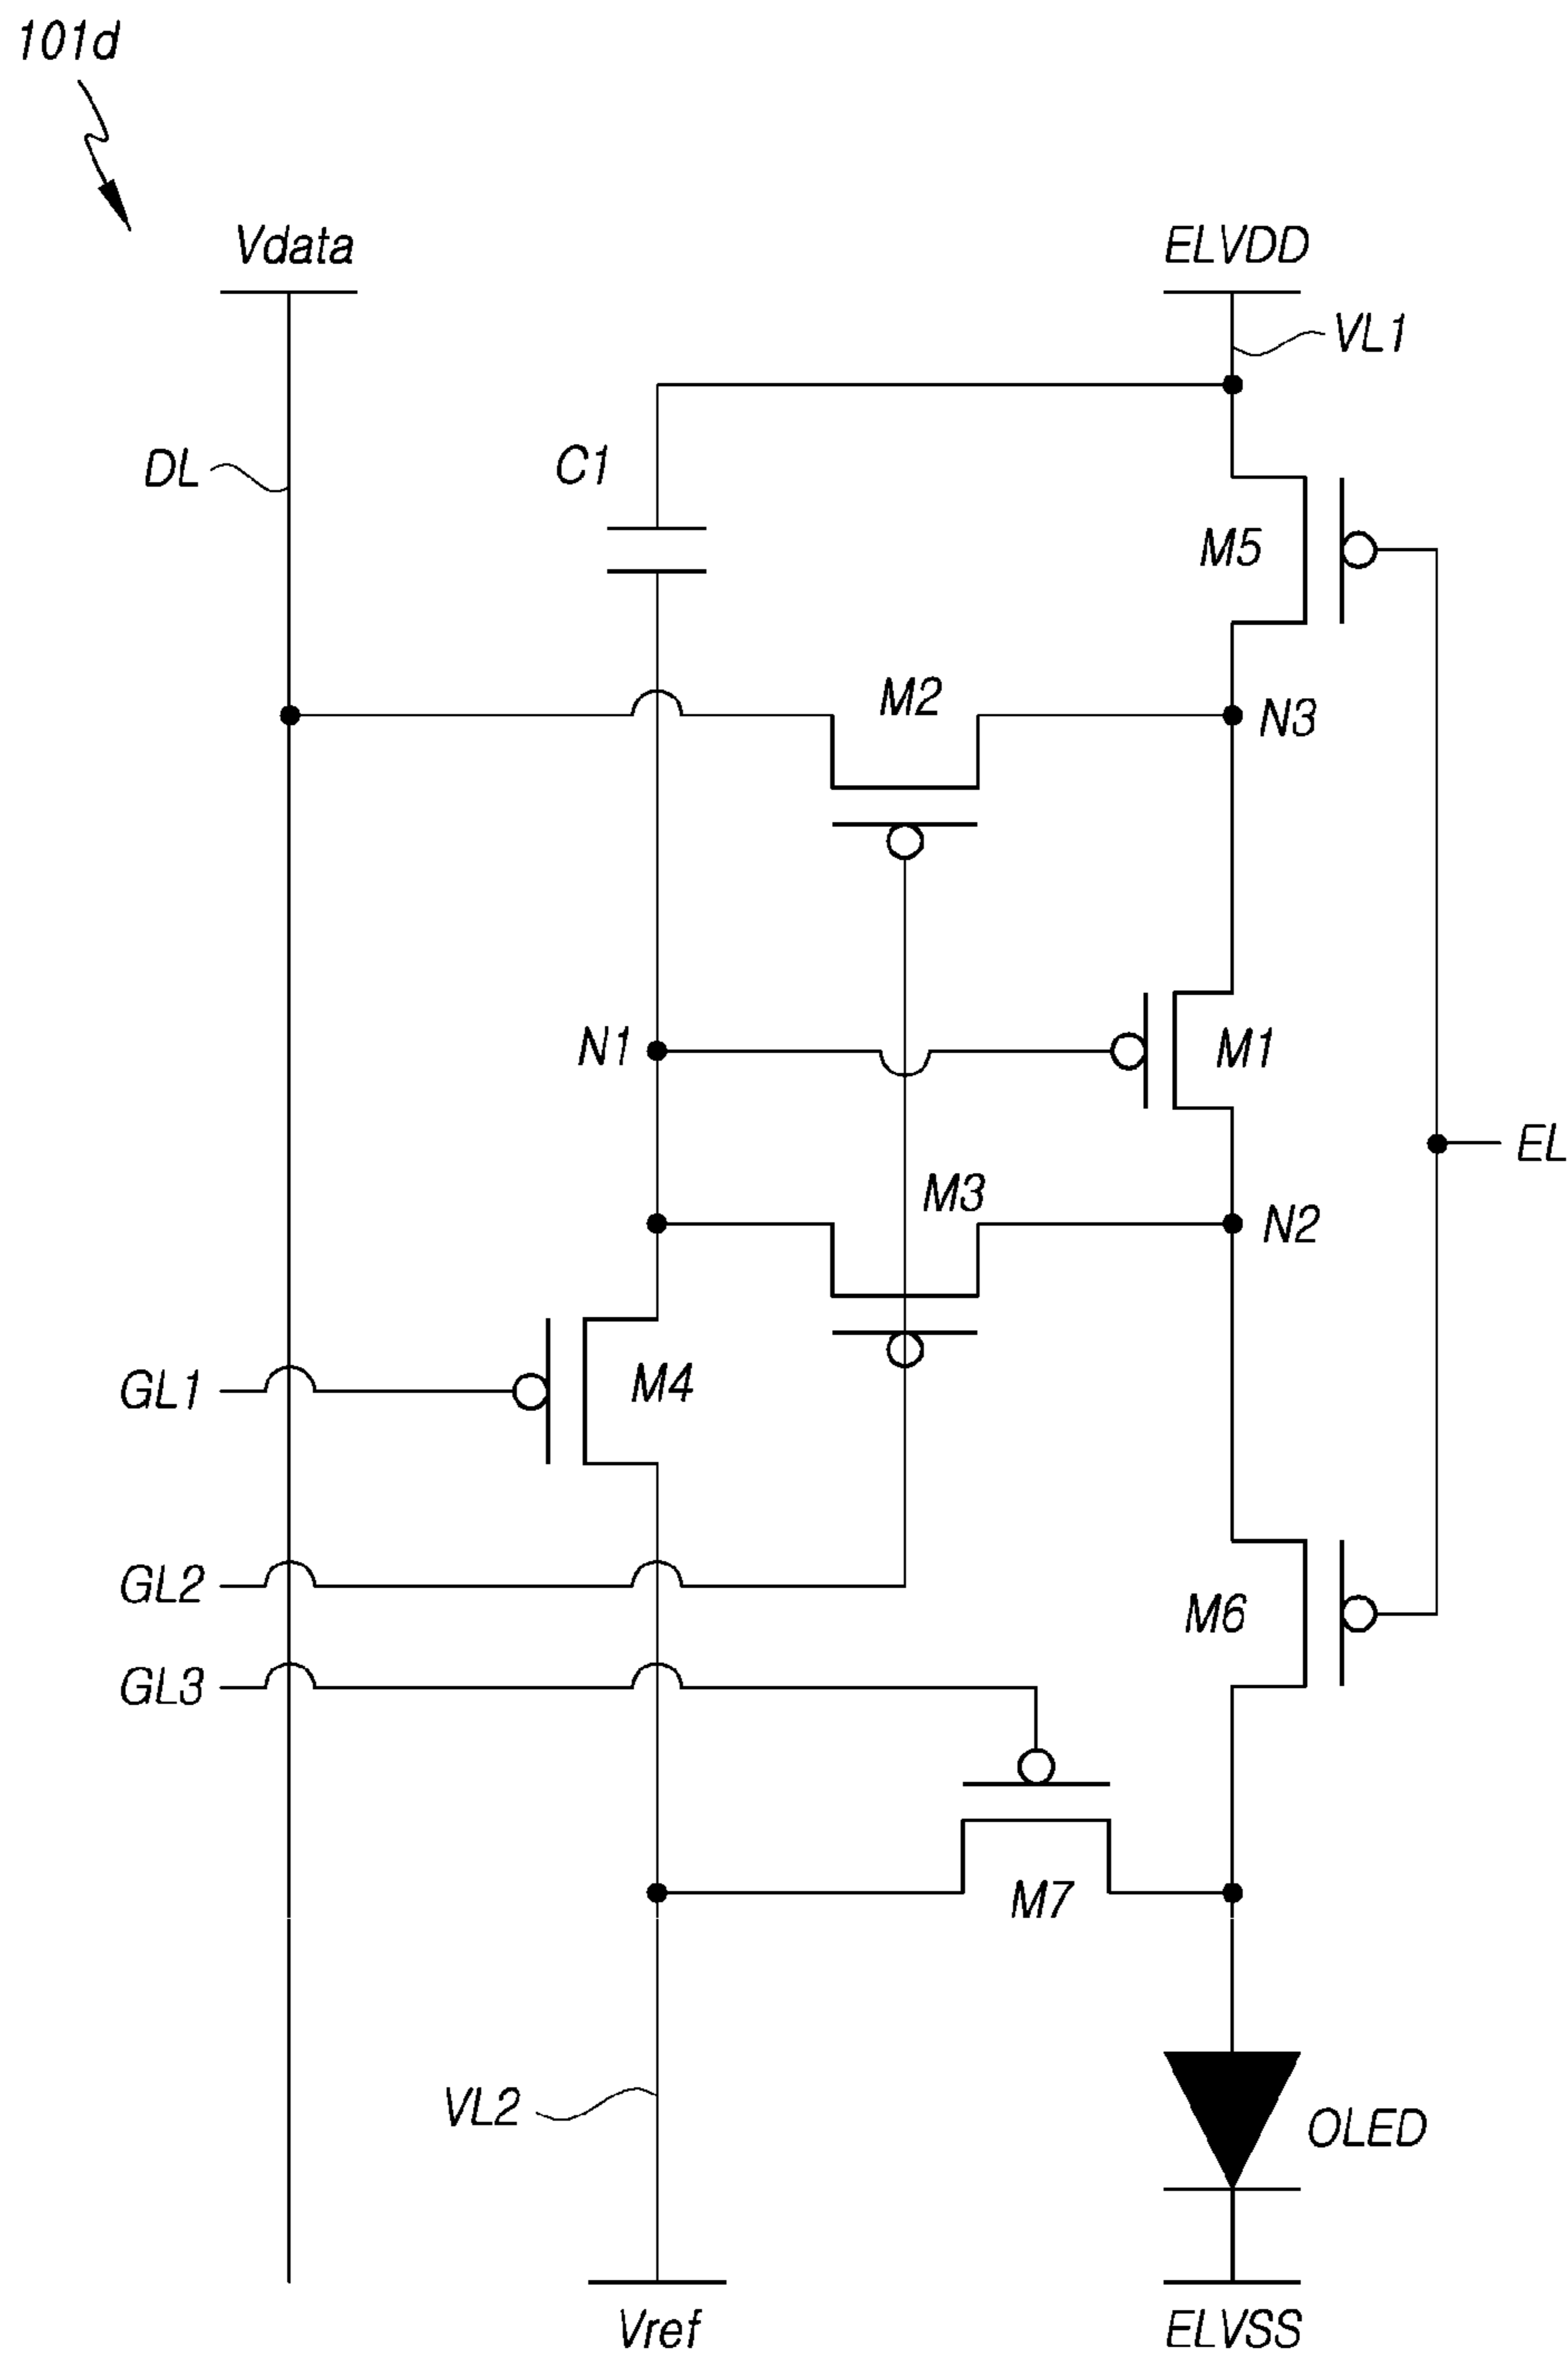 101d
Vdata
ELVDD
VL1
DL
C1
M5
M2
N3
N1
M1
EL
M3
N2
GL1
M4
GL2
M6
GL3
M7
VL2
OLED
Vref
ELVSS